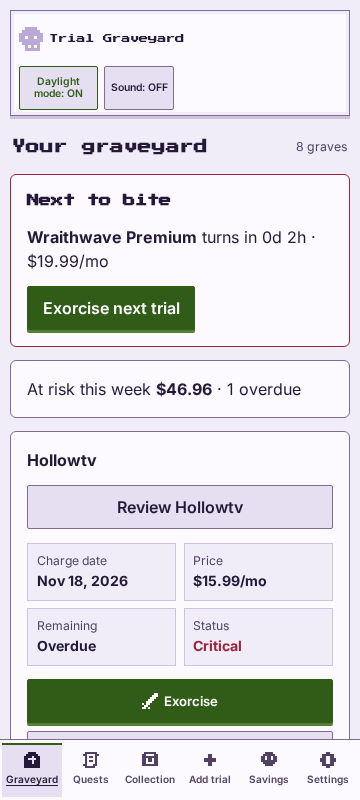 Trial Graveyard
Daylight
mode: ON
Sound: OFF
Your graveyard
8 graves
Next to bite
Wraithwave Premium turns in 0d 2h ·
$19.99/mo
Exorcise next trial
At risk this week $46.96 · 1 overdue
Hollowtv
Review Hollowtv
Charge date
Nov 18, 2026
Price
$15.99/mo
Remaining
Overdue
Status
Critical
Exorcise
Graveyard
Quests
Collection
Add trial
Savings
Settings